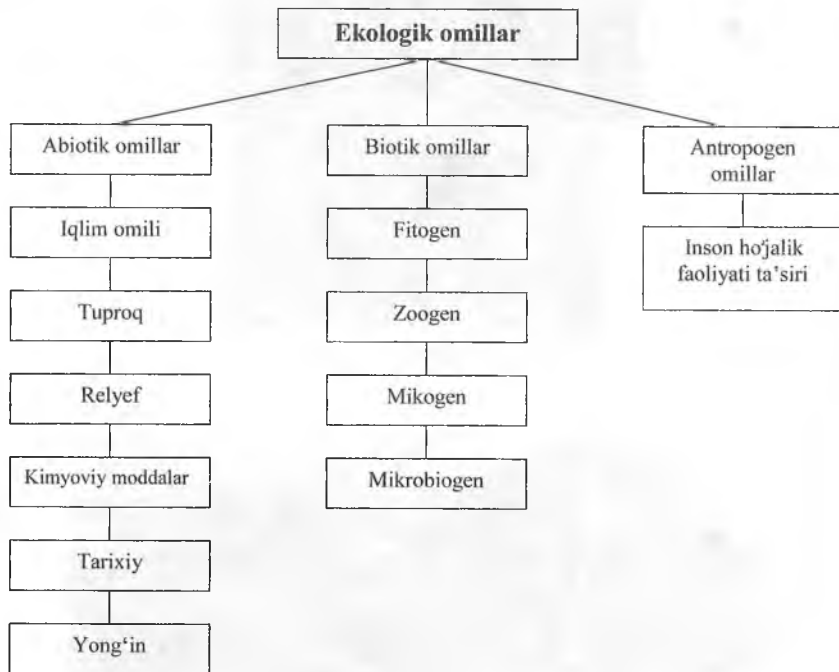 Ekologik omillar
Abiotik omillar
Iqlim omili
Tuproq
Relyef
Kimyoviy moddalar
Tarixiy
Yong‘in
Biotik omillar
Fitogen
Zoogen
Mikogen
Mikrobiogen
Antropogen
omillar
Inson ho'jalik
faoliyati ta’siri